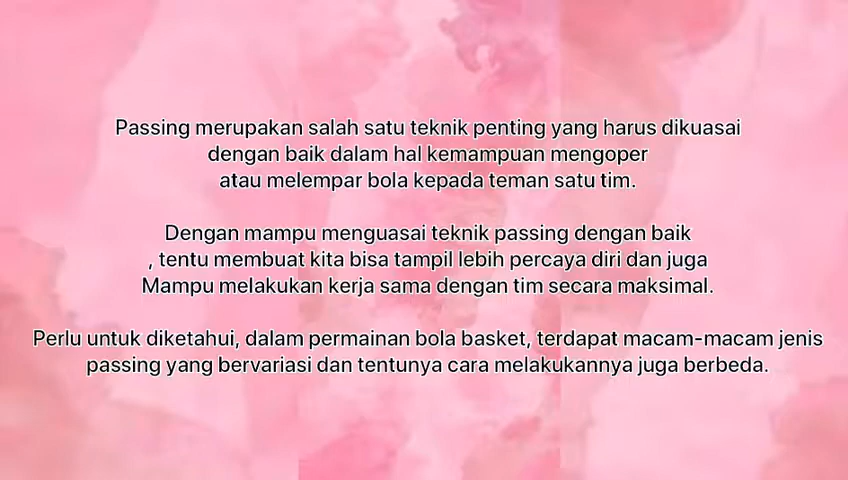 Passing merupakan salah satu teknik penting yang harus dikuasai
dengan baik dalam hal kemampuan mengoper
atau melempar bola kepada teman satu tim.
Dengan mampu menguasai teknik passing dengan baik
, tentu membuat kita bisa tampil lebih percaya diri dan juga
Mampu melakukan kerja sama dengan tim secara maksimal.
Perlu untuk diketahui, dalam permainan bola basket, terdapat macam-macam jenis
passing yang bervariasi dan tentunya cara melakukannya juga berbeda.